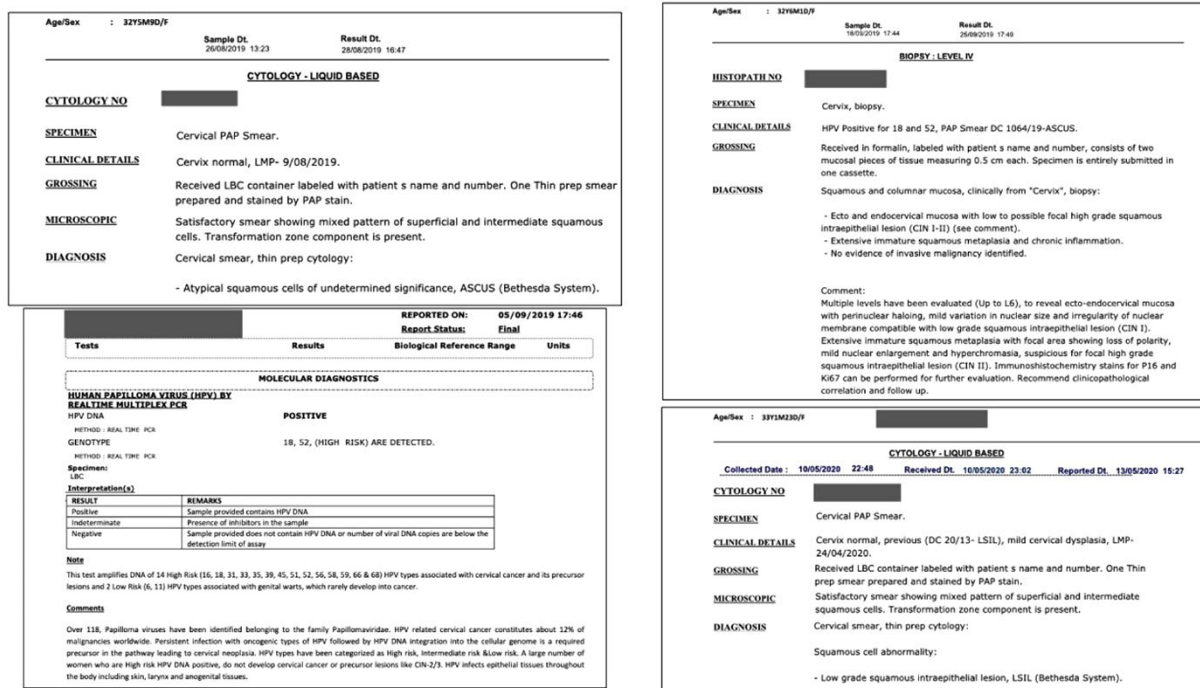 Age/Sex : 32Y5M9D/F
Sample Dt. Result Dt.
26/08/2019 13:23 28/08/2019 16:47
CYTOLOGY - LIQUID BASED
CYTOLOGY NO
SPECIMEN Cervical PAP Smear.
CLINICAL DETAILS Cervix normal, LMP- 9/08/2019.
GROSSING Received LBC container labeled with patient s name and number. One Thin prep smear
prepared and stained by PAP stain.
MICROSCOPIC Satisfactory smear showing mixed pattern of superficial and intermediate squamous
cells. Transformation zone component is present.
DIAGNOSIS Cervical smear, thin prep cytology:
- Atypical squamous cells of undetermined significance, ASCUS (Bethesda System).
REPORTED ON: 05/09/2019 17:46
Report Status: Final
Tests Results Biological Reference Range Units
MOLECULAR DIAGNOSTICS
HUMAN PAPILLOMA VIRUS (HPV) BY
REALTIME MULTIPLEX PCR
HPV DNA POSITIVE
METHOD : REAL TIME PCR
GENOTYPE 18, 52, (HIGH RISK) ARE DETECTED.
METHOD : REAL TIME PCR
Specimen:
LBC
Interpretation(s)
RESULT REMARKS
Positive Sample provided contains HPV DNA
Indeterminate Presence of inhibitors in the sample
Negative Sample provided does not contain HPV DNA or number of viral DNA copies are below the
detection limit of assay
Note
This test amplifies DNA of 14 High Risk (16, 18, 31, 33, 35, 39, 45, 51, 52, 56, 58, 59, 66 & 68) HPV types associated with cervical cancer and its precursor
lesions and 2 Low Risk (6, 11) HPV types associated with genital warts, which rarely develop into cancer.
Comments
Over 118, Papilloma viruses have been identified belonging to the family Papillomaviridae. HPV related cervical cancer constitutes about 12% of
malignancies worldwide. Persistent infection with oncogenic types of HPV followed by HPV DNA integration into the cellular genome is a required
precursor in the pathway leading to cervical neoplasia. HPV types have been categorized as High risk, Intermediate risk &Low risk. A large number of
women who are High risk HPV DNA positive, do not develop cervical cancer or precursor lesions like CIN-2/3. HPV infects epithelial tissues throughout
the body including skin, larynx and anogenital tissues.
Age/Sex : 32Y6M1D/F
Sample Dt. Result Dt.
18/09/2019 17:44 25/09/2019 17:49
BIOPSY : LEVEL IV
HISTOPATH NO
SPECIMEN Cervix, biopsy.
CLINICAL DETAILS HPV Positive for 18 and 52, PAP Smear DC 1064/19-ASCUS.
GROSSING Received in formalin, labeled with patient s name and number, consists of two
mucosal pieces of tissue measuring 0.5 cm each. Specimen is entirely submitted in
one cassette.
DIAGNOSIS Squamous and columnar mucosa, clinically from "Cervix", biopsy:
- Ecto and endocervical mucosa with low to possible focal high grade squamous
intraepithelial lesion (CIN I-II) (see comment).
- Extensive immature squamous metaplasia and chronic inflammation.
- No evidence of invasive malignancy identified.
Comment:
Multiple levels have been evaluated (Up to L6), to reveal ecto-endocervical mucosa
with perinuclear haloing, mild variation in nuclear size and irregularity of nuclear
membrane compatible with low grade squamous intraepithelial lesion (CIN I).
Extensive immature squamous metaplasia with focal area showing loss of polarity,
mild nuclear enlargement and hyperchromasia, suspicious for focal high grade
squamous intraepithelial lesion (CIN II). Immunohistochemistry stains for P16 and
Ki67 can be performed for further evaluation. Recommend clinicopathological
correlation and follow up.
Age/Sex : 33Y1M23D/F
CYTOLOGY - LIQUID BASED
Collected Date : 10/05/2020 22:48 Received Dt. 10/05/2020 23:02 Reported Dt. 13/05/2020 15:27
CYTOLOGY NO
SPECIMEN Cervical PAP Smear.
CLINICAL DETAILS Cervix normal, previous (DC 20/13- LSIL), mild cervical dysplasia, LMP-
24/04/2020.
GROSSING Received LBC container labeled with patient s name and number. One Thin
prep smear prepared and stained by PAP stain.
MICROSCOPIC Satisfactory smear showing mixed pattern of superficial and intermediate
squamous cells. Transformation zone component is present.
DIAGNOSIS Cervical smear, thin prep cytology:
Squamous cell abnormality:
- Low grade squamous intraepithelial lesion, LSIL (Bethesda System).